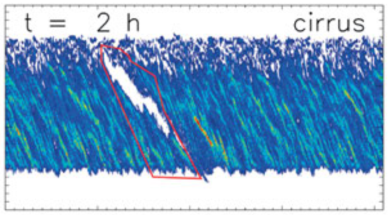 t = 2 h cirrus